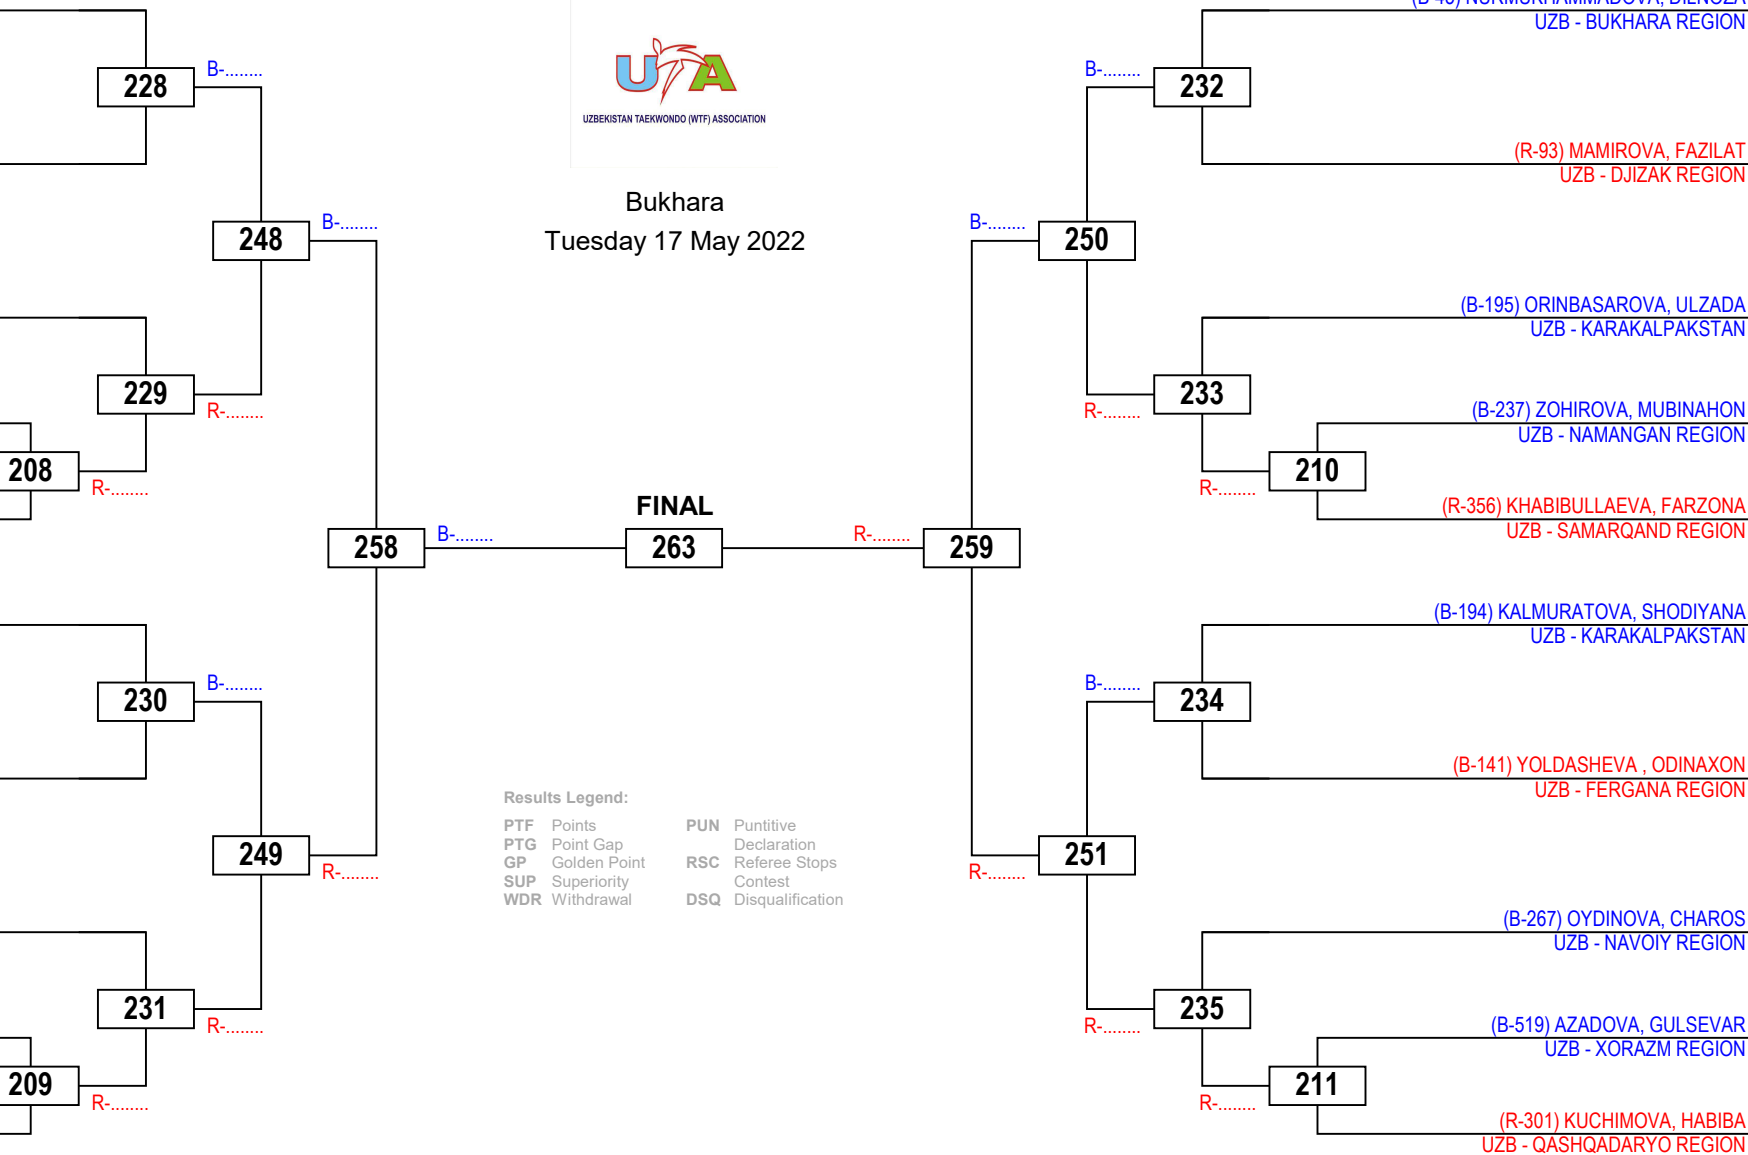 UTA
UZBEKISTAN TAEKWONDO (WTF) ASSOCIATION
Bukhara
Tuesday 17 May 2022
228
B-........
248
B-........
229
R-........
208
R-........
258
B-........
FINAL
263
230
B-........
249
R-........
231
R-........
209
R-........
Results Legend:
PTF Points
PTG Point Gap
GP Golden Point
SUP Superiority
WDR Withdrawal
PUN Puntitive
Declaration
RSC Referee Stops
Contest
DSQ Disqualification
R-........
259
B-........
250
B-........
232
UZB - BUKHARA REGION
(R-93) MAMIROVA, FAZILAT
UZB - DJIZAK REGION
R-........
233
(B-195) ORINBASAROVA, ULZADA
UZB - KARAKALPAKSTAN
R-........
210
(B-237) ZOHIROVA, MUBINAHON
UZB - NAMANGAN REGION
(R-356) KHABIBULLAEVA, FARZONA
UZB - SAMARQAND REGION
R-........
251
B-........
234
(B-194) KALMURATOVA, SHODIYANA
UZB - KARAKALPAKSTAN
(B-141) YOLDASHEVA , ODINAXON
UZB - FERGANA REGION
R-........
235
(B-267) OYDINOVA, CHAROS
UZB - NAVOIY REGION
R-........
211
(B-519) AZADOVA, GULSEVAR
UZB - XORAZM REGION
(R-301) KUCHIMOVA, HABIBA
UZB - QASHQADARYO REGION